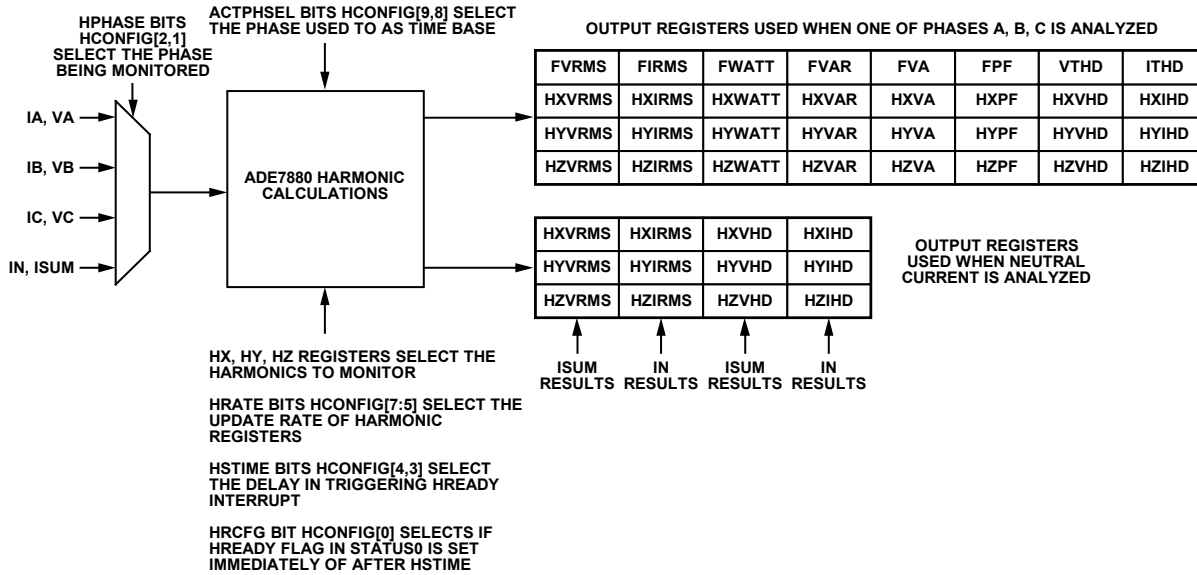 HPHASE BITS
HCONFIG[2,1]
SELECT THE PHASE
BEING MONITORED
ACTPHSEL BITS HCONFIG[9,8] SELECT
THE PHASE USED TO AS TIME BASE
IA, VA
IB, VB
IC, VC
IN, ISUM
ADE7880 HARMONIC
CALCULATIONS
OUTPUT REGISTERS USED WHEN ONE OF PHASES A, B, C IS ANALYZED
FVRMS FIRMS FWATT FVAR FVA FPF VTHD ITHD
HXVRMS HXIRMS HXWATT HXVAR HXVA HXPF HXVHD HXIHD
HYVRMS HYIRMS HYWATT HYVAR HYVA HYPF HYVHD HYIHD
HZVRMS HZIRMS HZWATT HZVAR HZVA HZPF HZVHD HZIHD
HXVRMS HXIRMS HXVHD HXIHD
HYVRMS HYIRMS HYVHD HYIHD
HZVRMS HZIRMS HZVHD HZIHD
OUTPUT REGISTERS
USED WHEN NEUTRAL
CURRENT IS ANALYZED
ISUM IN ISUM IN
RESULTS RESULTS RESULTS RESULTS
HX, HY, HZ REGISTERS SELECT THE
HARMONICS TO MONITOR
HRATE BITS HCONFIG[7:5] SELECT THE
UPDATE RATE OF HARMONIC
REGISTERS
HSTIME BITS HCONFIG[4,3] SELECT
THE DELAY IN TRIGGERING HREADY
INTERRUPT
HRCFG BIT HCONFIG[0] SELECTS IF
HREADY FLAG IN STATUS0 IS SET
IMMEDIATELY OF AFTER HSTIME